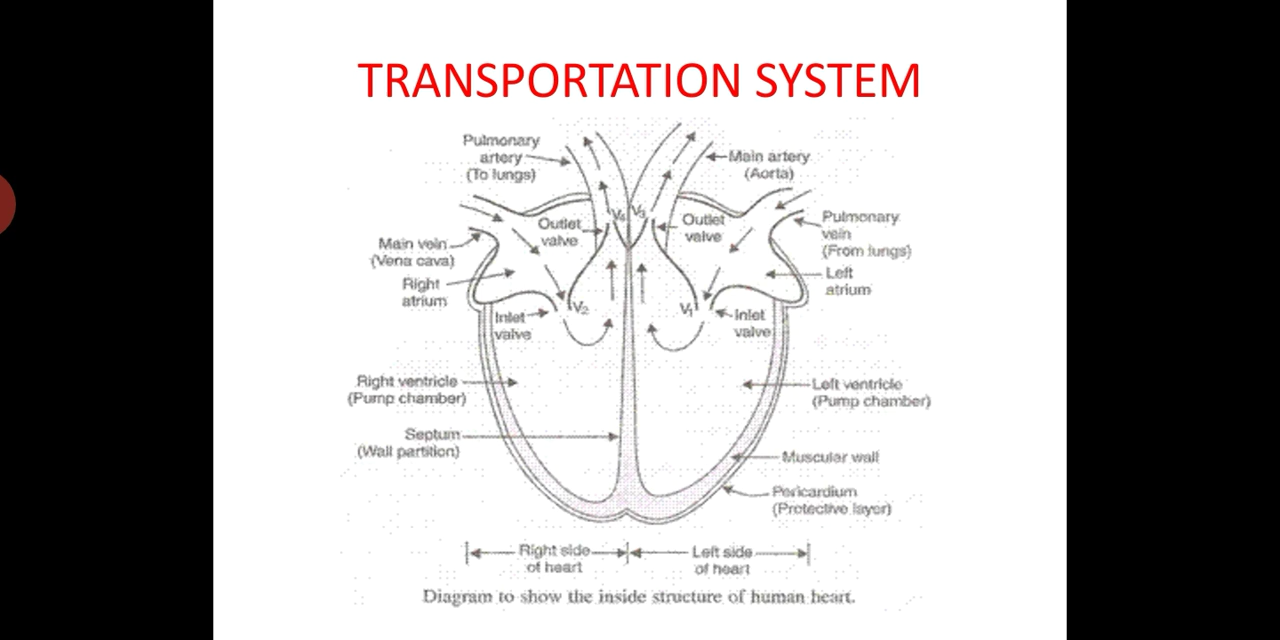 TRANSPORTATION SYSTEM
Pulmonary
artery
(To lungs)
Main artery
(Aorta)
Outlet
valve
V4
V3
Outlet
valve
Pulmonary
vein
(From lungs)
Main vein
(Vena cava)
Right
atrium
Left
atrium
Inlet
valve
V2
V1
Inlet
valve
Right ventricle
(Pump chamber)
Left ventricle
(Pump chamber)
Septum
(Wall partition)
Muscular wall
Pericardium
(Protective layer)
Right side
of heart
Left side
of heart
Diagram to show the inside structure of human heart.